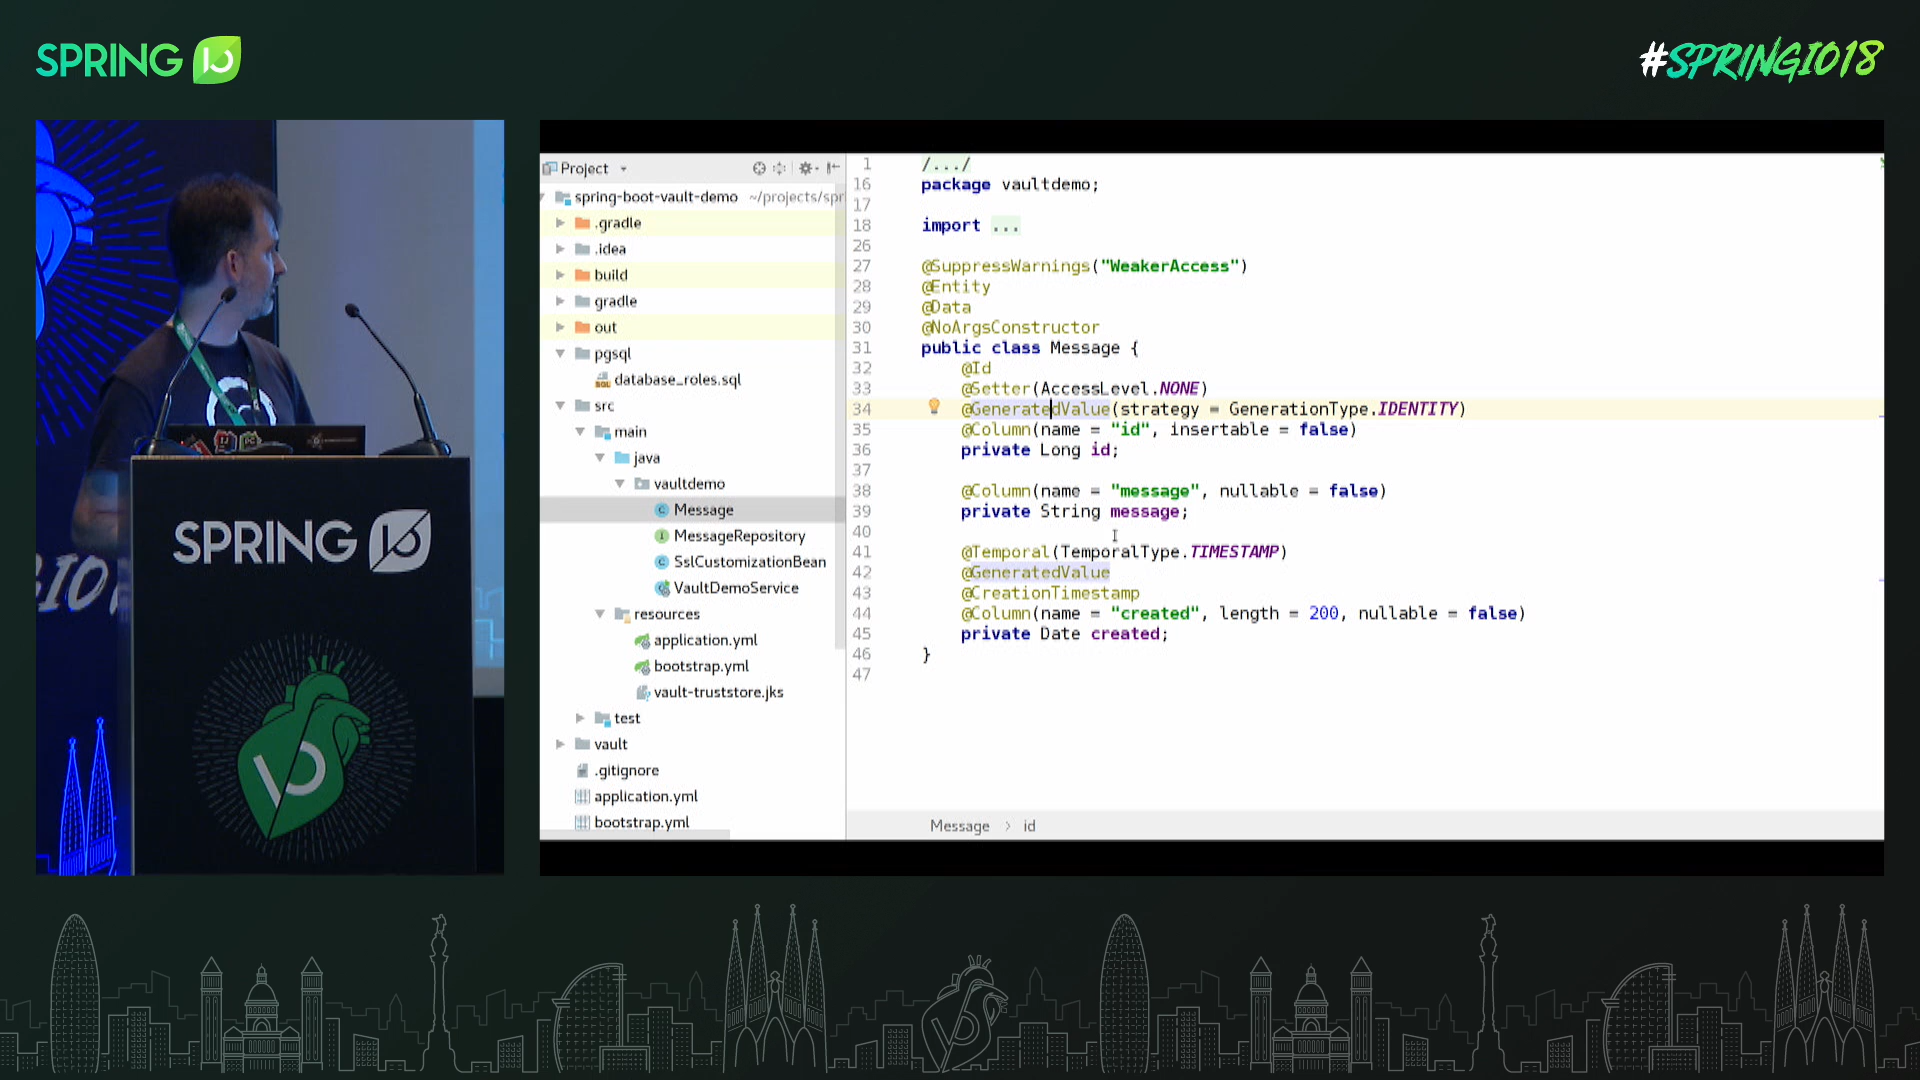 SPRING IO
#SPRINGIO18
SPRING IO
Project
spring-boot-vault-demo ~/projects/spr
.gradle
.idea
build
gradle
out
pgsql
database_roles.sql
src
main
java
vaultdemo
Message
MessageRepository
SslCustomizationBean
VaultDemoService
resources
application.yml
bootstrap.yml
vault-truststore.jks
test
vault
.gitignore
application.yml
bootstrap.yml
1 /.../
16 package vaultdemo;
17
18 import ...
26
27 @SuppressWarnings("WeakerAccess")
28 @Entity
29 @Data
30 @NoArgsConstructor
31 public class Message {
32 @Id
33 @Setter(AccessLevel.NONE)
34 @GeneratedValue(strategy = GenerationType.IDENTITY)
35 @Column(name = "id", insertable = false)
36 private Long id;
37
38 @Column(name = "message", nullable = false)
39 private String message;
40
41 @Temporal(TemporalType.TIMESTAMP)
42 @GeneratedValue
43 @CreationTimestamp
44 @Column(name = "created", length = 200, nullable = false)
45 private Date created;
46 }
47
Message > id